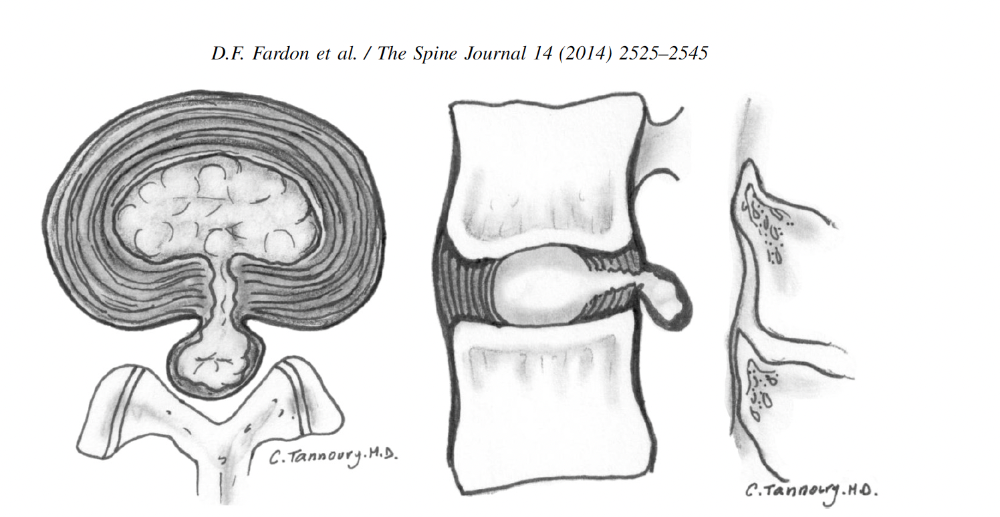 D.F. Fardon et al. / The Spine Journal 14 (2014) 2525–2545
C. Tannoury. M.D.
C. Tannoury. M.D.